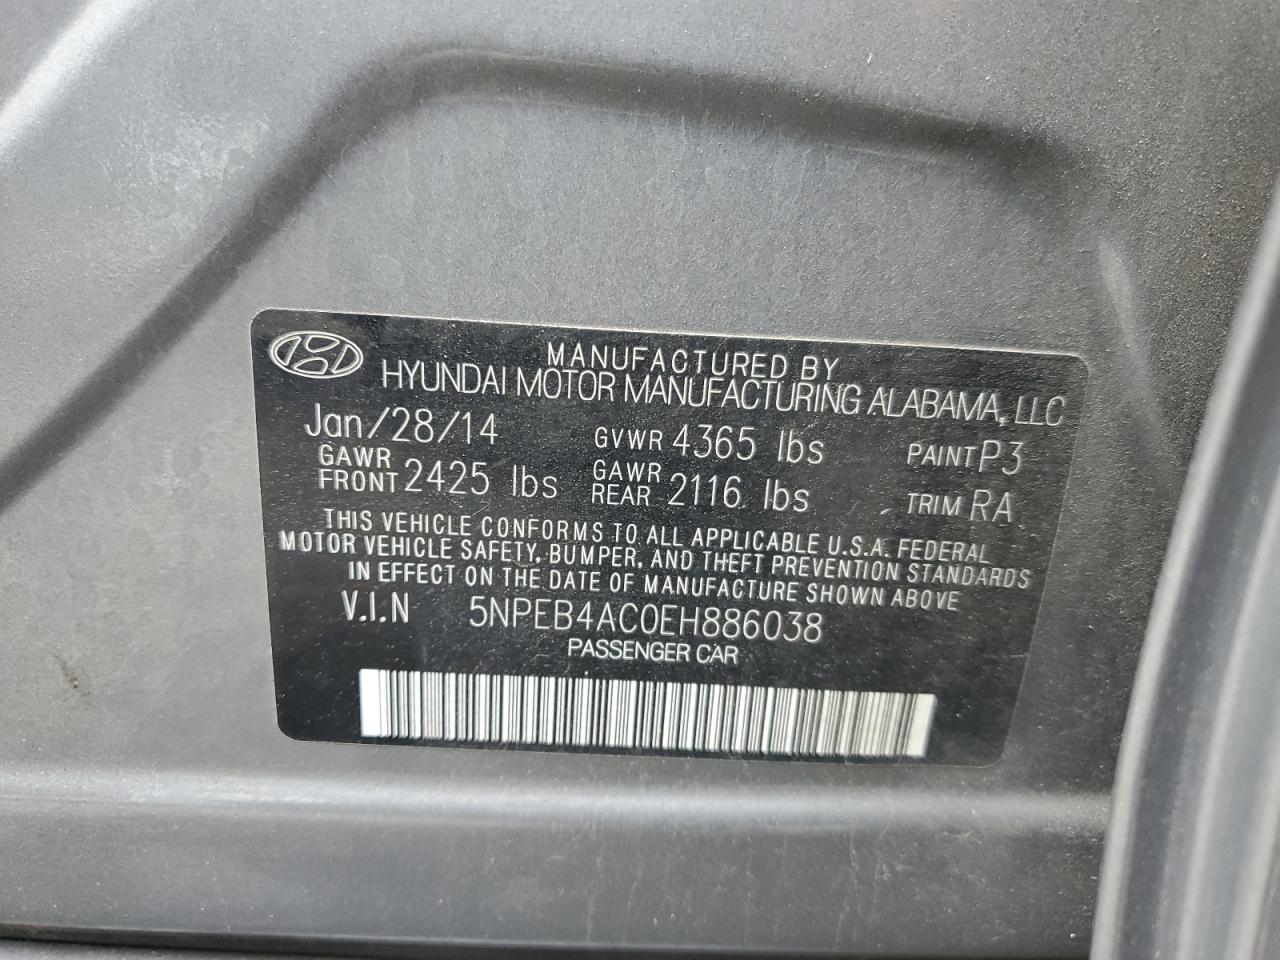 MANUFACTURED BY
HYUNDAI MOTOR MANUFACTURING ALABAMA, LLC
Jan/28/14 GVWR 4365 lbs PAINT P3
GAWR FRONT 2425 lbs GAWR REAR 2116 lbs TRIM RA
THIS VEHICLE CONFORMS TO ALL APPLICABLE U.S.A. FEDERAL
MOTOR VEHICLE SAFETY, BUMPER, AND THEFT PREVENTION STANDARDS
IN EFFECT ON THE DATE OF MANUFACTURE SHOWN ABOVE
V.I.N 5NPEB4AC0EH886038
PASSENGER CAR